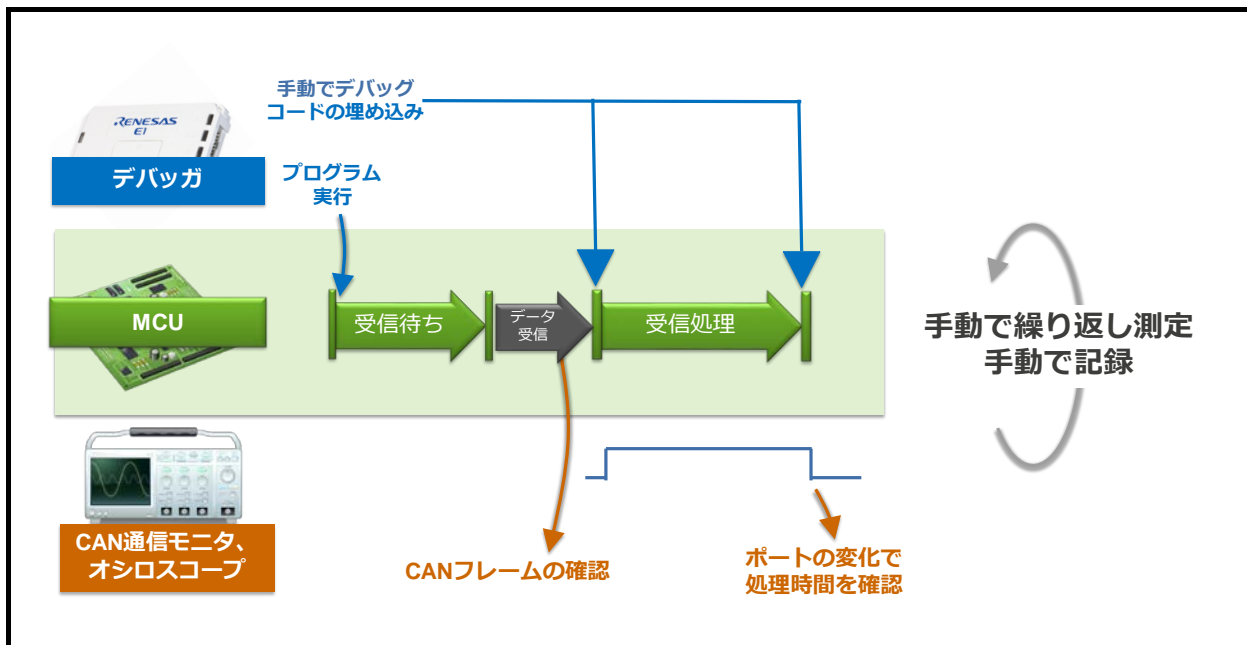 手動でデバッグ
コードの埋め込み
RENESAS
E1
デバッガ
プログラム
実行
MCU
受信待ち
データ
受信
受信処理
手動で繰り返し測定
手動で記録
CAN通信モニタ、
オシロスコープ
CANフレームの確認
ポートの変化で
処理時間を確認